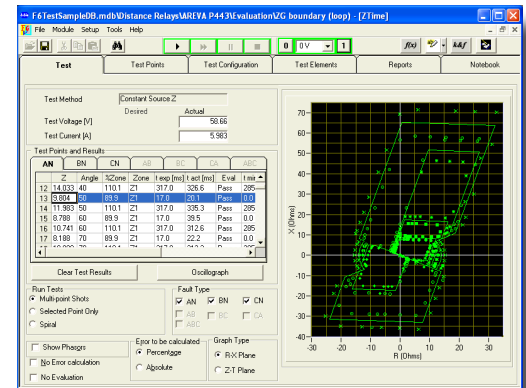 F6TestSampleDB.mdb\Distance Relays\AREVA P443\Evaluation\ZG boundary (loop) - [ZTime]
File Module Setup Tools Help
0 0 V 1 f(x) k&f
Test Test Points Test Configuration Test Elements Reports Notebook
Test Method Constant Source Z
Desired Actual
Test Voltage [V] 58.66
Test Current [A] 5.983
Test Points and Results
AN BN CN AB BC CA ABC
Z Angle %Zone Zone t exp [ms] t act [ms] Eval t mir
12 14.033 40 110.1 Z1 317.0 326.6 Pass 285
13 9.804 50 89.9 Z1 17.0 20.1 Pass 0.0
14 11.983 50 110.1 Z1 317.0 335.3 Pass 285
15 8.788 60 89.9 Z1 17.0 39.5 Pass 0.0
16 10.741 60 110.1 Z1 317.0 312.6 Pass 285
17 8.188 70 89.9 Z1 17.0 22.2 Pass 0.0
Clear Test Results Oscillograph
Run Tests
Multi-point Shots
Selected Point Only
Spiral
Fault Type
AN BN CN
AB BC CA
ABC
Show Phasors
No Error calculation
No Evaluation
Error to be calculated
Percentage
Absolute
Graph Type
R-X Plane
Z-T Plane
X (Ohms)
70
60
50
40
30
20
10
0
-10
-20
-30
-40
-30 -20 -10 0 10 20 30
R (Ohms)